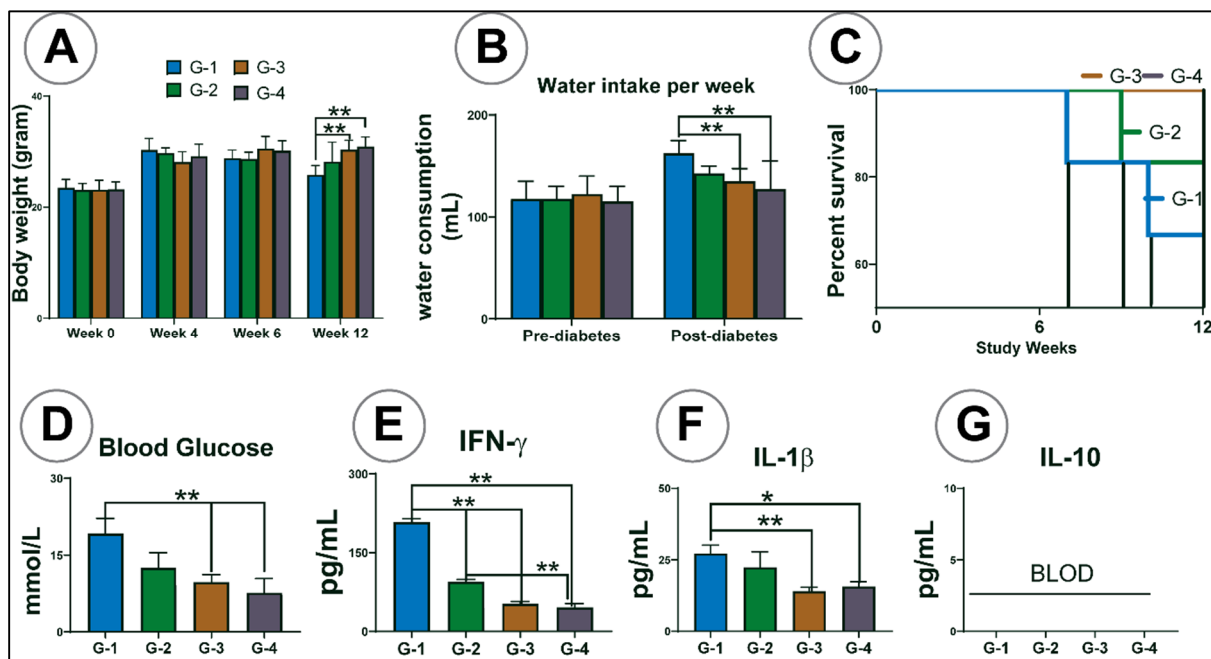 A
G-1
G-3
G-2
G-4
**
**
Body weight (gram)
40
20
0
Week 0
Week 4
Week 6
Week 12
B
Water intake per week
**
**
water consumption
(mL)
200
100
0
Pre-diabetes
Post-diabetes
C
G-3
G-4
G-2
G-1
Percent survival
100
80
60
0
6
12
Study Weeks
D
Blood Glucose
**
mmol/L
30
15
0
G-1
G-2
G-3
G-4
E
IFN-γ
**
**
**
pg/mL
300
150
0
G-1
G-2
G-3
G-4
F
IL-1β
*
**
pg/mL
50
25
0
G-1
G-2
G-3
G-4
G
IL-10
pg/mL
10
5
0
BLOD
G-1
G-2
G-3
G-4